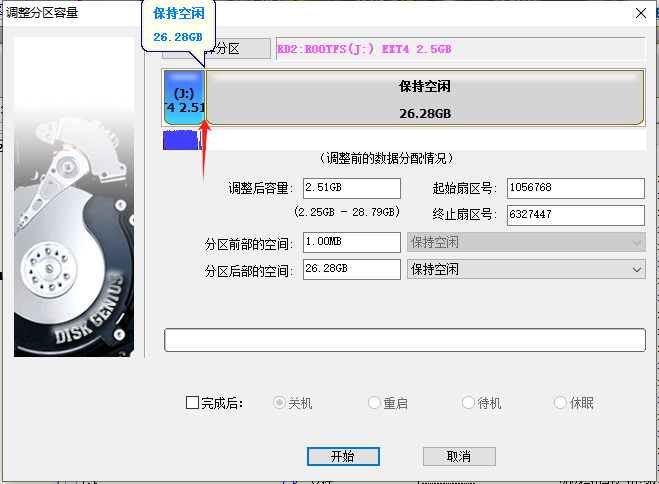 调整分区容量
保持空闲
26.28GB
分区
RD2:ROOTFS(J:) EXT4 2.5GB
(J:)
4 2.51
保持空闲
26.28GB
(调整前的数据分配情况)
调整后容量: 2.51GB 起始扇区号: 1056768
(2.25GB - 28.79GB) 终止扇区号: 6327447
分区前部的空间: 1.00MB 保持空闲
分区后部的空间: 26.28GB 保持空闲
DISK GENIUS
完成后: 关机 重启 待机 休眠
开始 取消